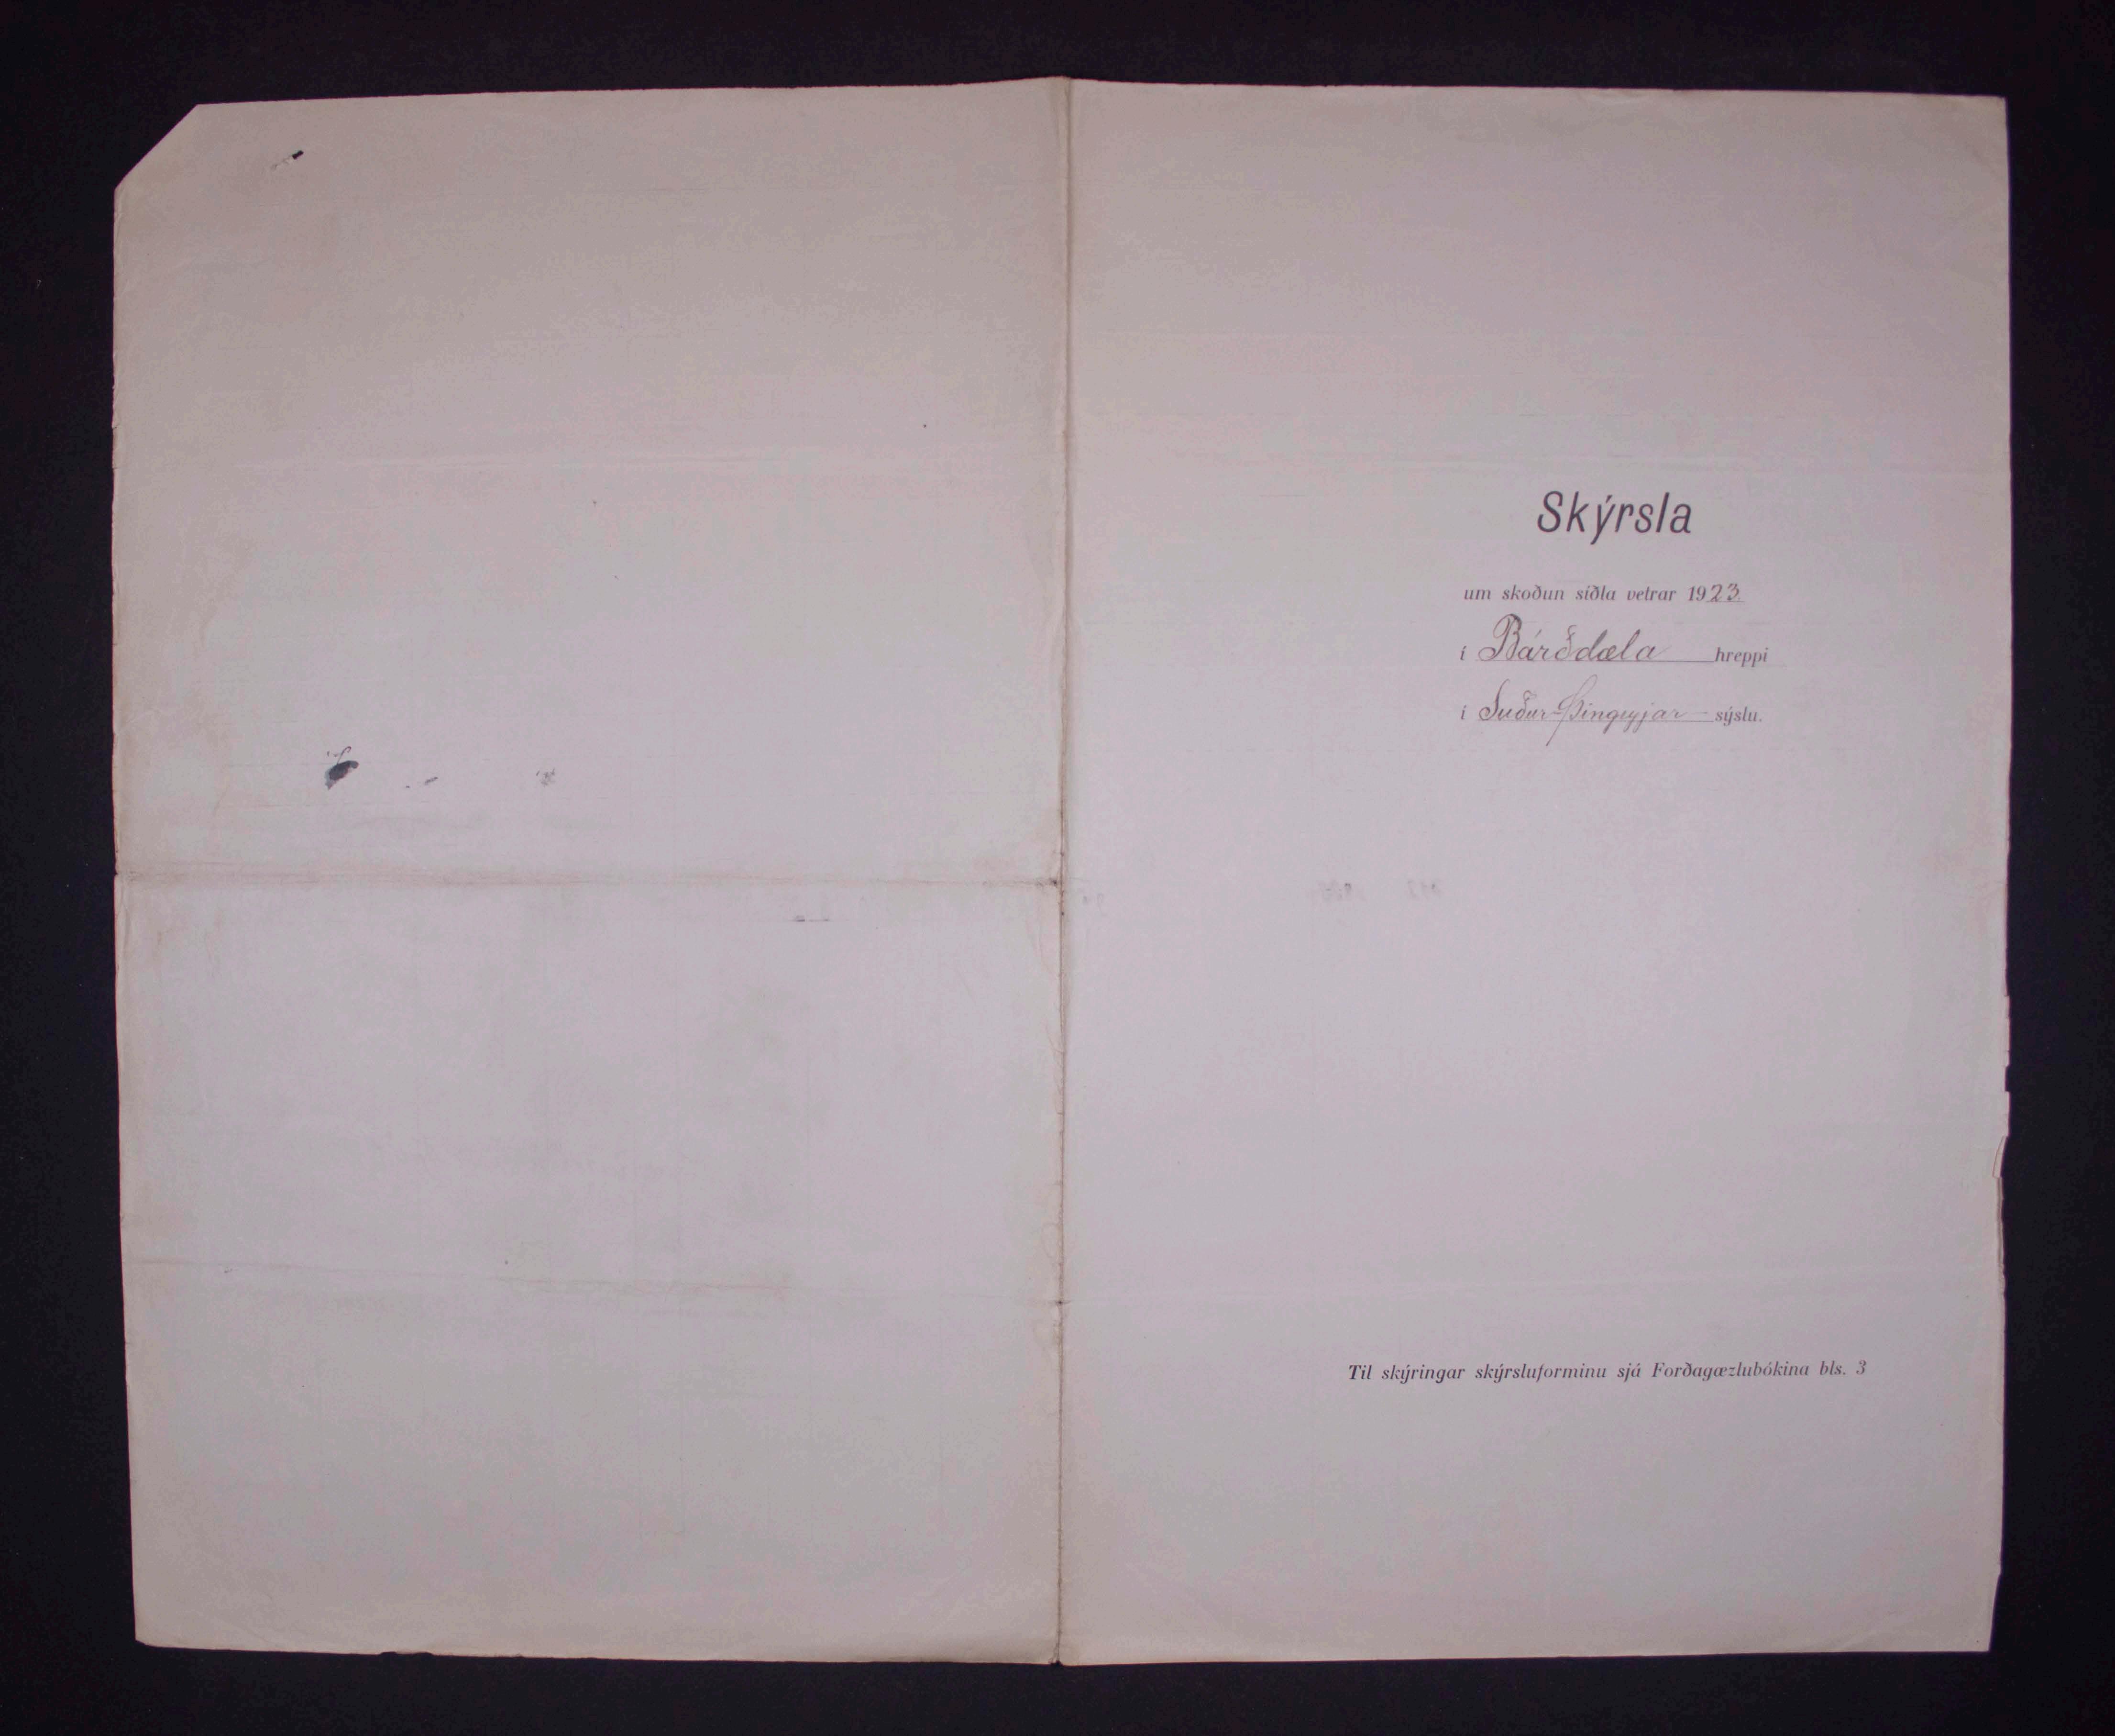 Skýrsla
um skoðun síðla vetrar 1923.
í Bárðdæla hreppi
í Suður-Þingeyjar- sýslu.
Til skýringar skýrsluforminu sjá Forðagæzlubókina bls. 3